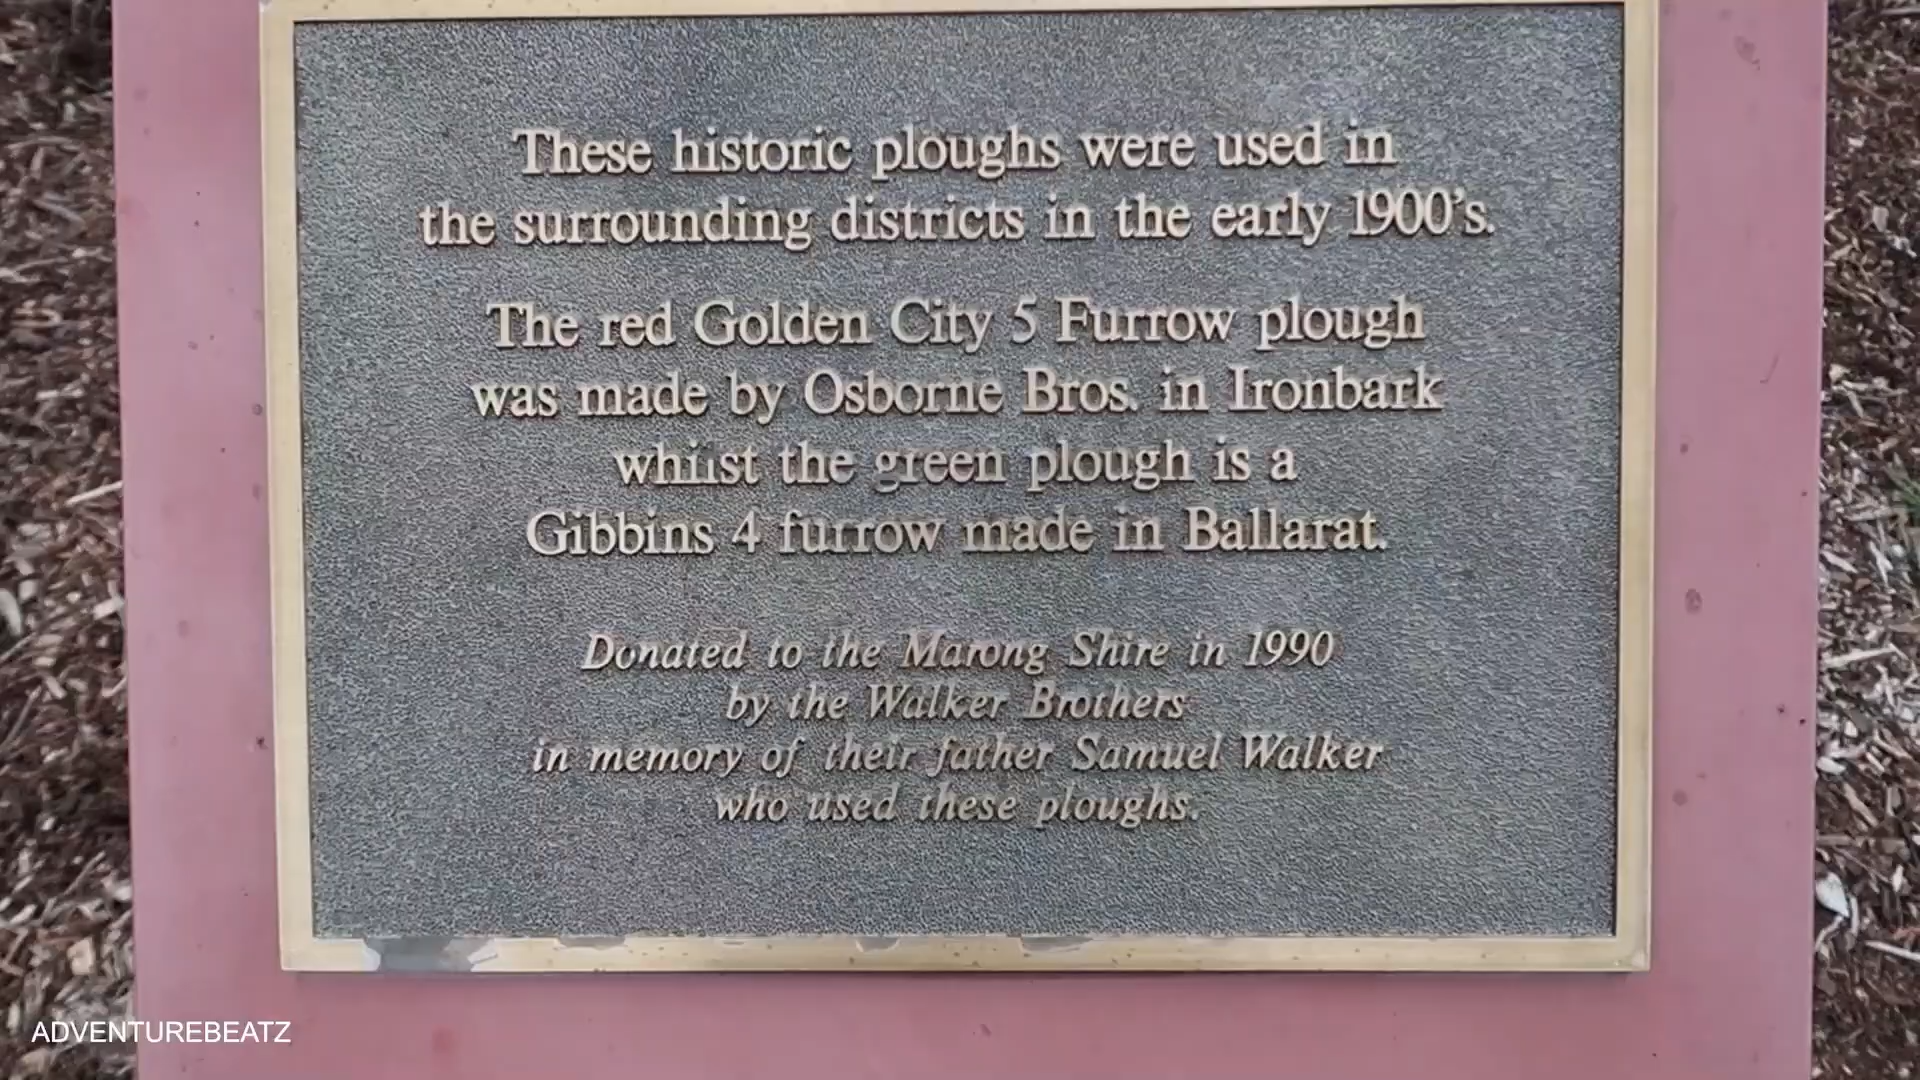 These historic ploughs were used in
the surrounding districts in the early 1900's.
The red Golden City 5 Furrow plough
was made by Osborne Bros. in Ironbark
whilst the green plough is a
Gibbins 4 furrow made in Ballarat.
Donated to the Marong Shire in 1990
by the Walker Brothers
in memory of their father Samuel Walker
who used these ploughs.
ADVENTUREBEATZ